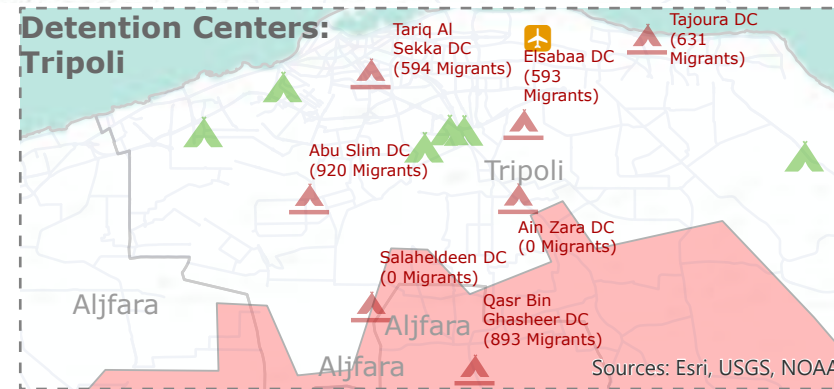 Detention Centers:
Tripoli
Tariq Al
Sekka DC
(594 Migrants)
Elsabaa DC
(593
Migrants)
Tajoura DC
(631
Migrants)
Abu Slim DC
(920 Migrants)
Tripoli
Ain Zara DC
(0 Migrants)
Salaheldeen DC
(0 Migrants)
Aljfara
Qasr Bin
Ghasheer DC
(893 Migrants)
Aljfara
Aljfara
Sources: Esri, USGS, NOAA